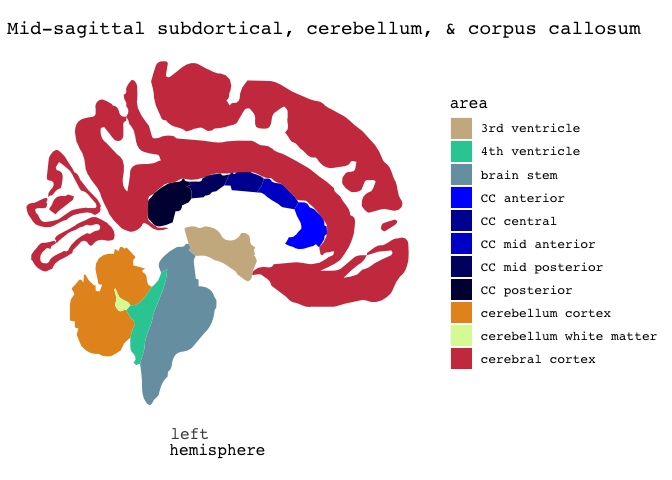 Mid-sagittal subdortical, cerebellum, & corpus callosum
area
3rd ventricle
4th ventricle
brain stem
CC anterior
CC central
CC mid anterior
CC mid posterior
CC posterior
cerebellum cortex
cerebellum white matter
cerebral cortex
left
hemisphere